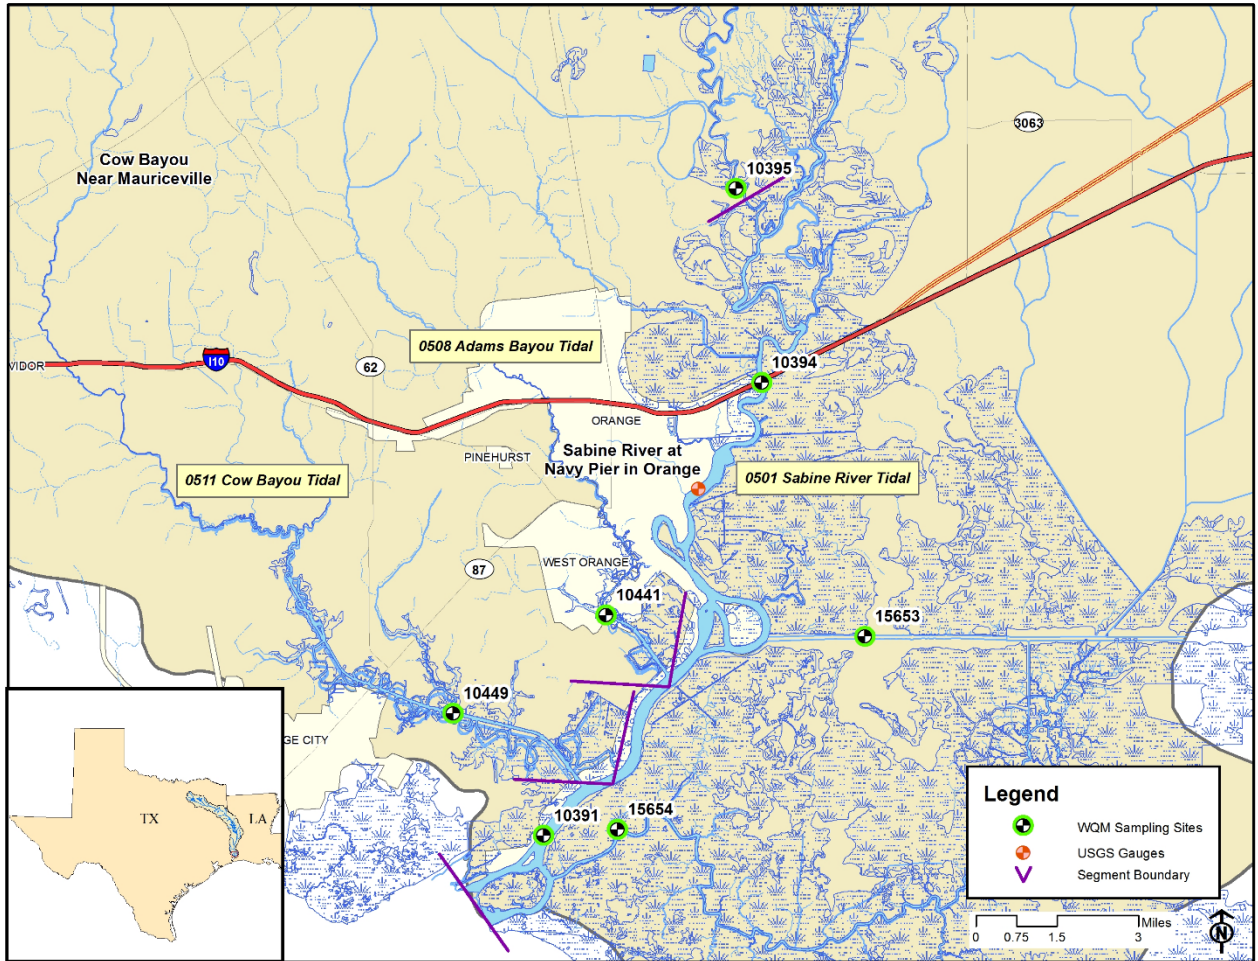 3063
Cow Bayou
Near Mauriceville
10395
0508 Adams Bayou Tidal
I10
VIDOR
62
10394
ORANGE
PINEHURST
Sabine River at
Navy Pier in Orange
0511 Cow Bayou Tidal
0501 Sabine River Tidal
87
WEST ORANGE
10441
15653
10449
GE CITY
10391
15654
TX
LA
Legend
WQM Sampling Sites
USGS Gauges
Segment Boundary
Miles
0 0.75 1.5 3
N